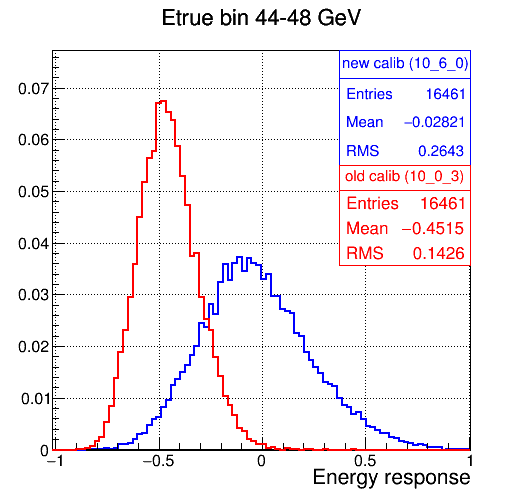 Etrue bin 44-48 GeV
new calib (10_6_0)
Entries 16461
Mean −0.02821
RMS 0.2643
old calib (10_0_3)
Entries 16461
Mean −0.4515
RMS 0.1426
0.07
0.06
0.05
0.04
0.03
0.02
0.01
0
−1 −0.5 0 0.5 1
Energy response